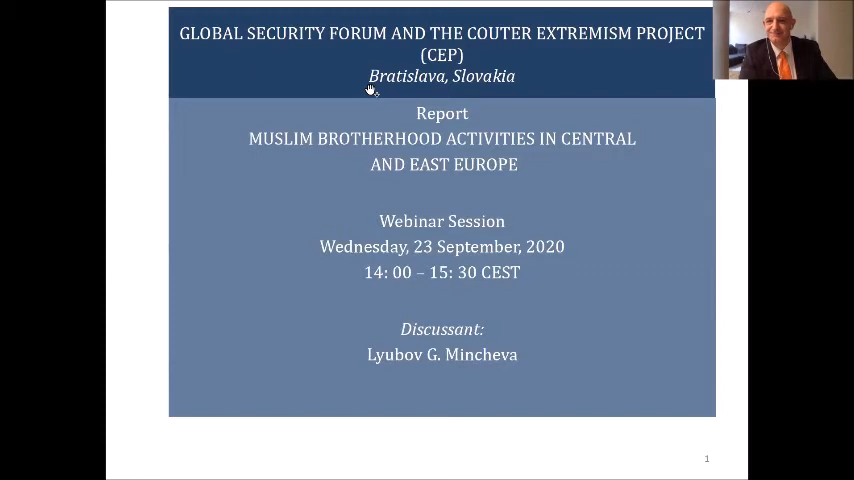 GLOBAL SECURITY FORUM AND THE COUTER EXTREMISM PROJECT
(CEP)
Bratislava, Slovakia
Report
MUSLIM BROTHERHOOD ACTIVITIES IN CENTRAL
AND EAST EUROPE
Webinar Session
Wednesday, 23 September, 2020
14: 00 – 15: 30 CEST
Discussant:
Lyubov G. Mincheva
1